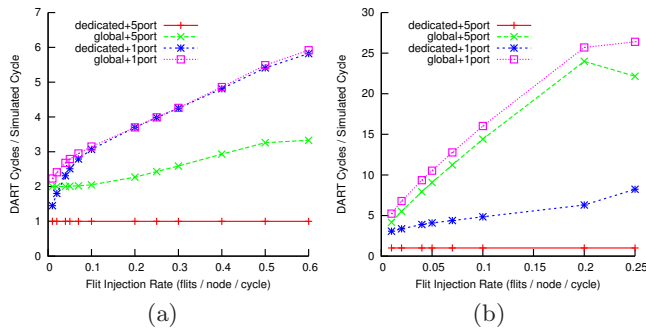 dedicated+5port
global+5port
dedicated+1port
global+1port
DART Cycles / Simulated Cycle
7
6
5
4
3
2
1
0
0 0.1 0.2 0.3 0.4 0.5 0.6
Flit Injection Rate (flits / node / cycle)
(a)
dedicated+5port
global+5port
dedicated+1port
global+1port
DART Cycles / Simulated Cycle
30
25
20
15
10
5
0
0 0.05 0.1 0.15 0.2 0.25
Flit Injection Rate (flits / node / cycle)
(b)